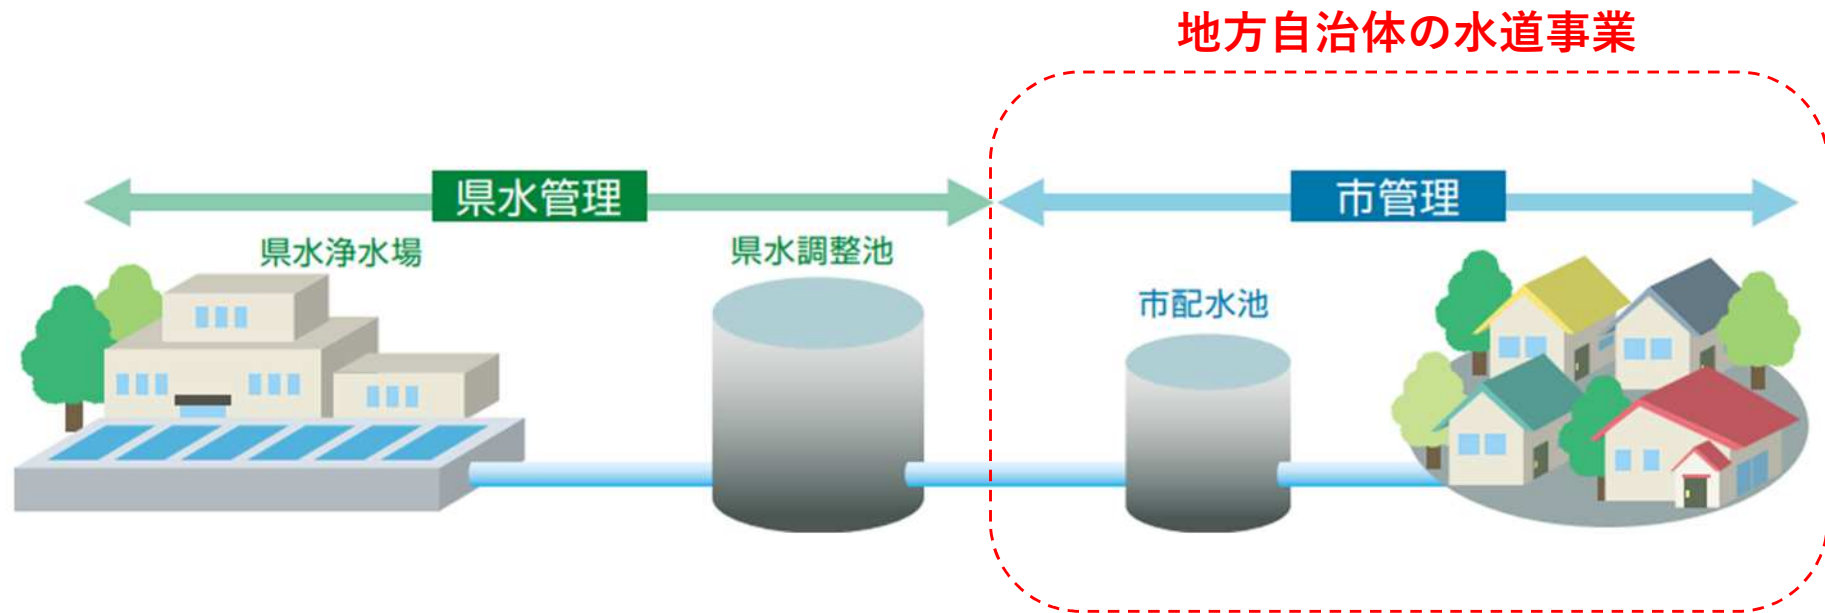 地方自治体の水道事業
県水管理
市管理
県水浄水場
県水調整池
市配水池